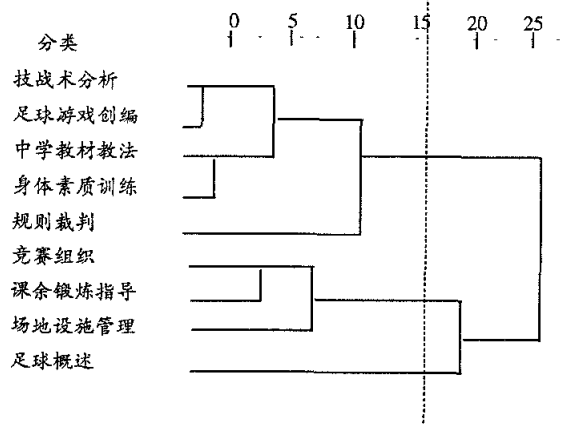 0 5 10 15 20 25
分类
技战术分析
足球游戏创编
中学教材教法
身体素质训练
规则裁判
竞赛组织
课余锻炼指导
场地设施管理
足球概述